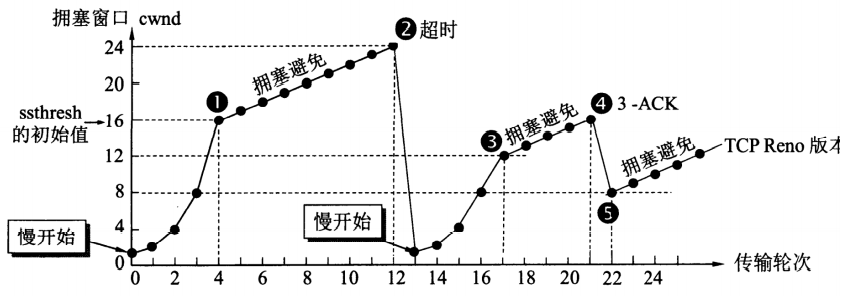 拥塞窗口 cwnd
❷ 超时
24
拥塞避免
20
❶
ssthresh
的初始值
16
❹ 3 -ACK
❸ 拥塞避免
12
拥塞避免
TCP Reno 版本
8
❺
慢开始
慢开始
4
0
0 2 4 6 8 10 12 13 14 16 18 20 22 24
传输轮次